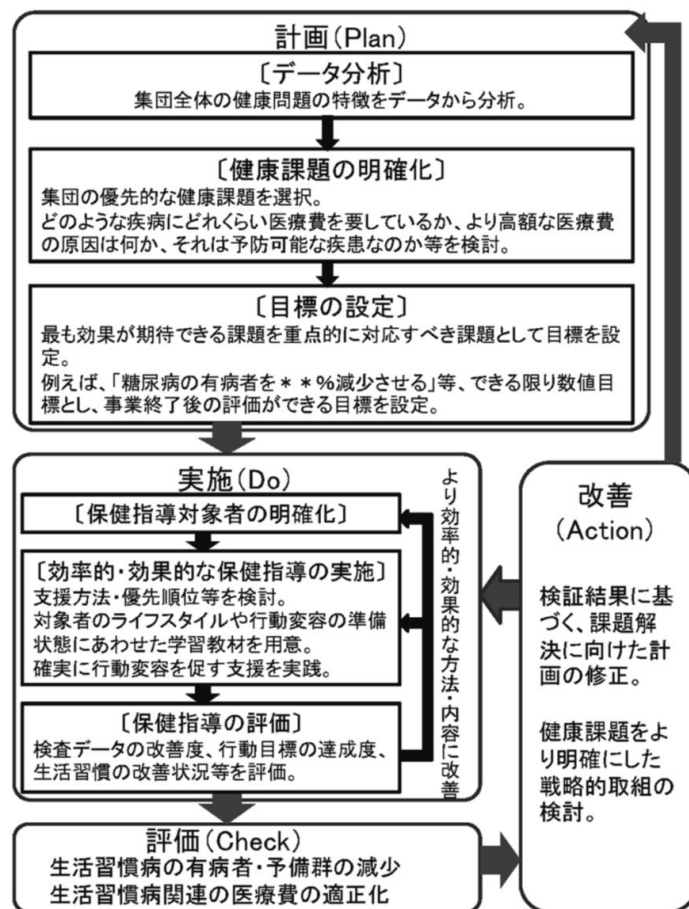 計画(Plan)
〔データ分析〕
集団全体の健康問題の特徴をデータから分析。
〔健康課題の明確化〕
集団の優先的な健康課題を選択。
どのような疾病にどれくらい医療費を要しているか、より高額な医療費
の原因は何か、それは予防可能な疾患なのか等を検討。
〔目標の設定〕
最も効果が期待できる課題を重点的に対応すべき課題として目標を設
定。
例えば、「糖尿病の有病者を＊＊%減少させる」等、できる限り数値目
標とし、事業終了後の評価ができる目標を設定。
実施(Do)
〔保健指導対象者の明確化〕
〔効率的・効果的な保健指導の実施〕
支援方法・優先順位等を検討。
対象者のライフスタイルや行動変容の準備
状態にあわせた学習教材を用意。
確実に行動変容を促す支援を実践。
〔保健指導の評価〕
検査データの改善度、行動目標の達成度、
生活習慣の改善状況等を評価。
より効率的・効果的な方法・内容に改善
評価(Check)
生活習慣病の有病者・予備群の減少
生活習慣病関連の医療費の適正化
改善
(Action)
検証結果に基
づく、課題解
決に向けた計
画の修正。
健康課題をよ
り明確にした
戦略的取組の
検討。